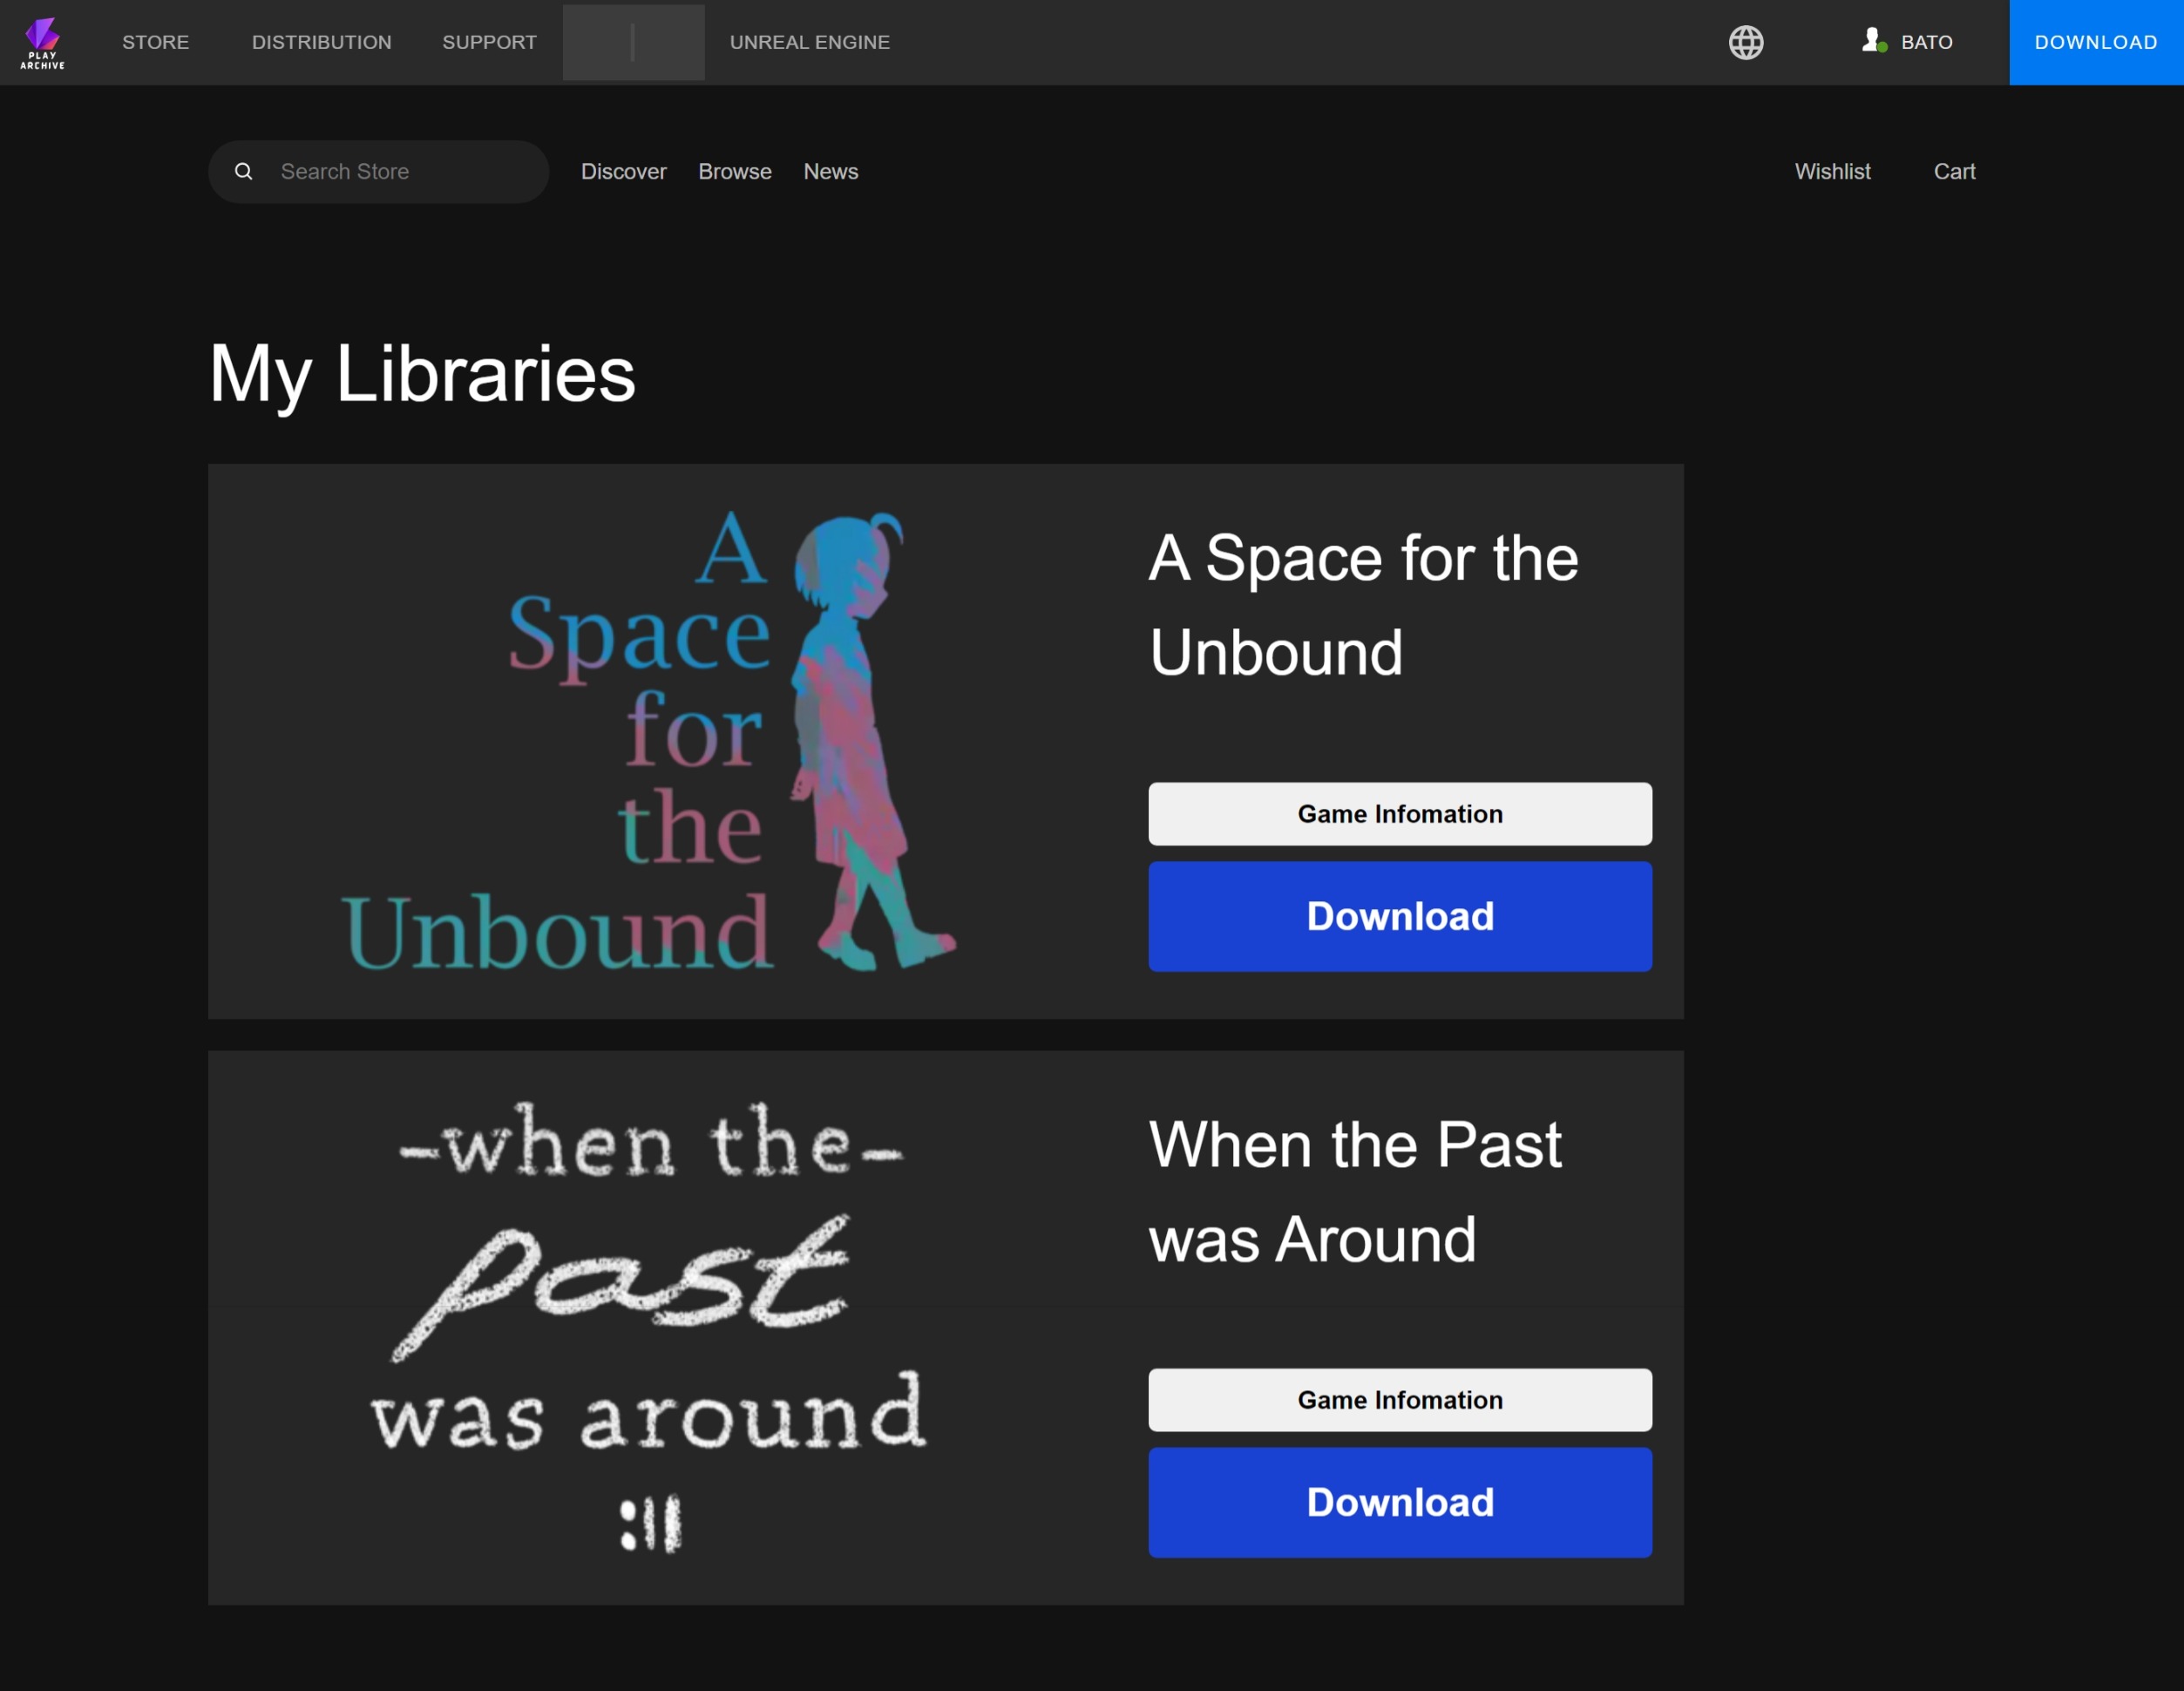 PLAY
ARCHIVE
STORE
DISTRIBUTION
SUPPORT
UNREAL ENGINE
BATO
DOWNLOAD
Search Store
Discover
Browse
News
Wishlist
Cart
My Libraries
A
Space
for
the
Unbound
A Space for the
Unbound
Game Infomation
Download
-when the-
past
was around
When the Past
was Around
Game Infomation
Download